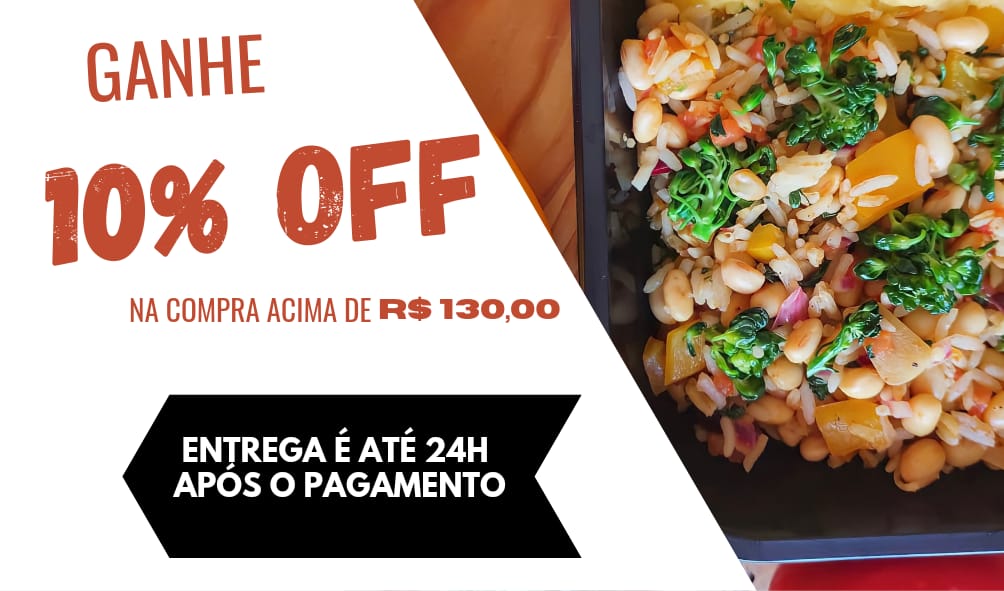 GANHE
10% OFF
NA COMPRA ACIMA DE R$ 130,00
ENTREGA É ATÉ 24H
APÓS O PAGAMENTO